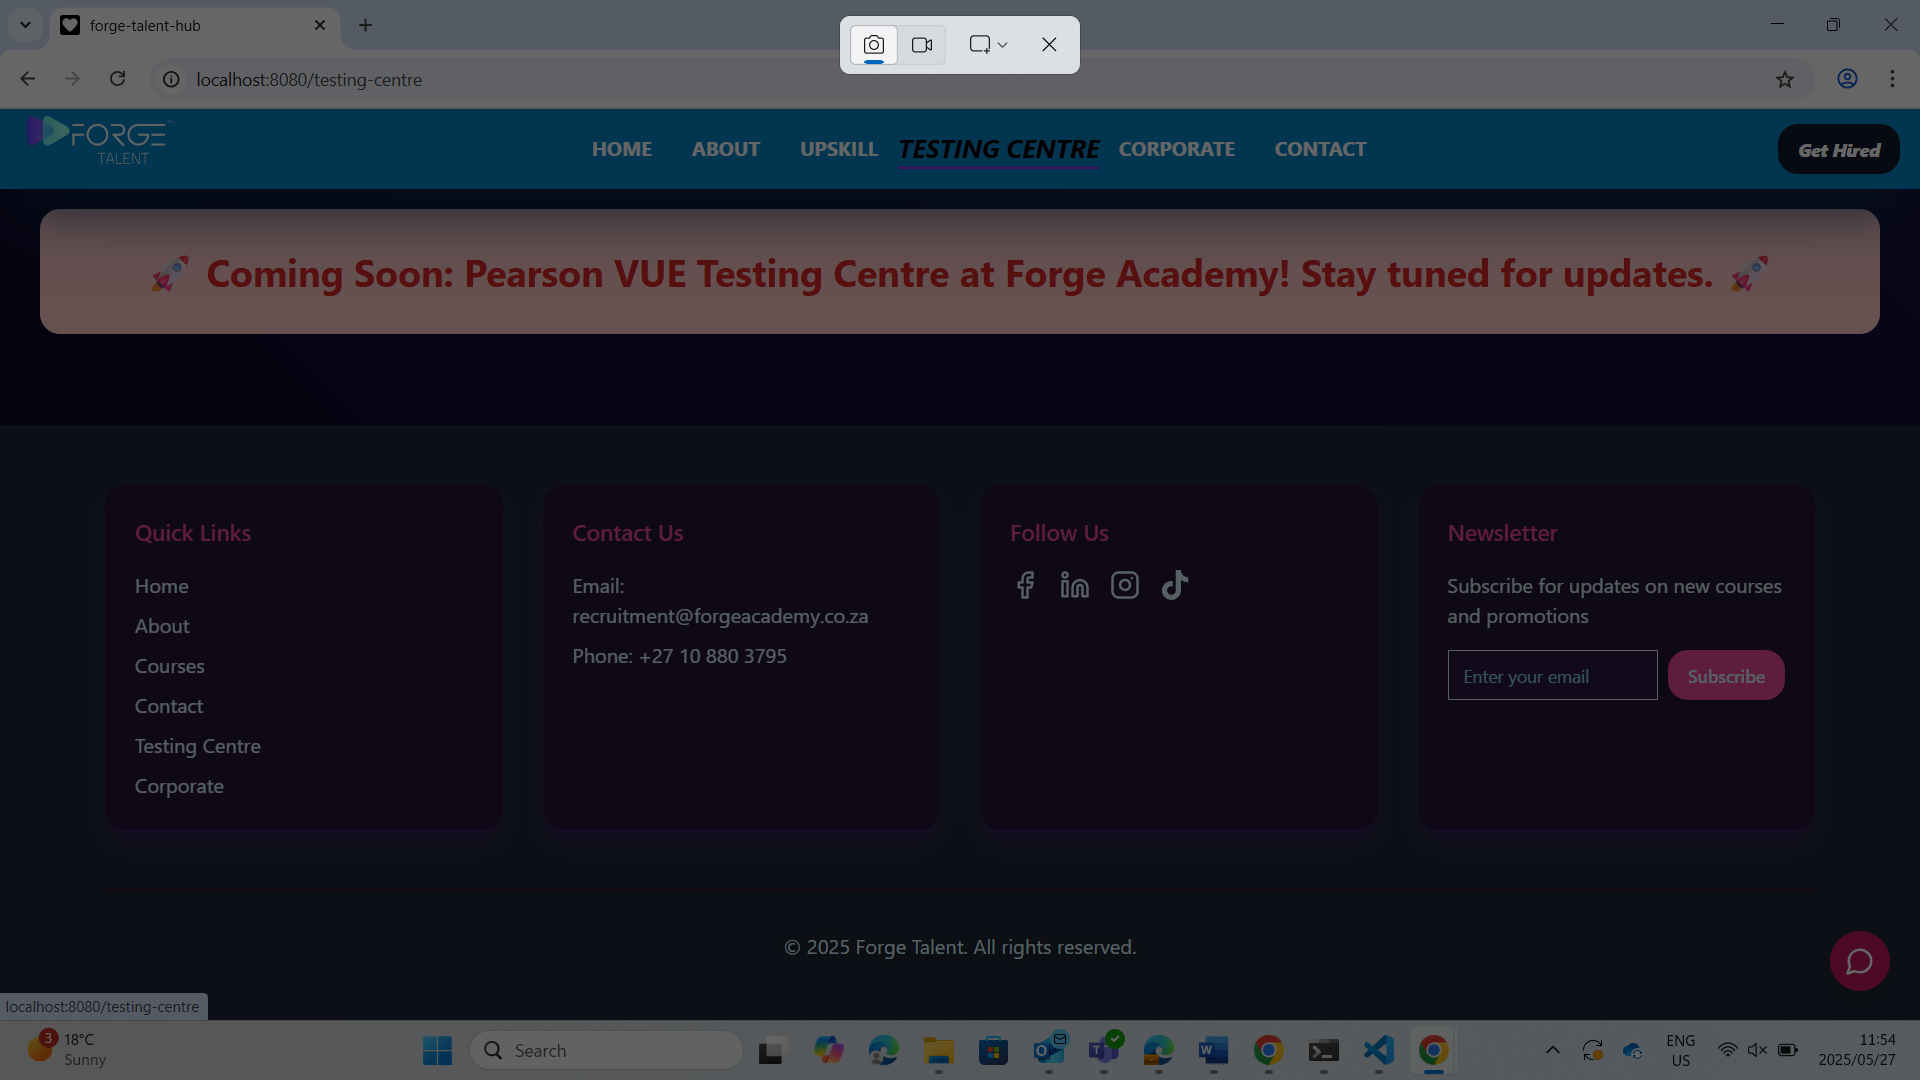 forge-talent-hub
localhost:8080/testing-centre
FORGE
TALENT
HOME
ABOUT
UPSKILL
TESTING CENTRE
CORPORATE
CONTACT
Get Hired
🚀 Coming Soon: Pearson VUE Testing Centre at Forge Academy! Stay tuned for updates. 🚀
Quick Links
Home
About
Courses
Contact
Testing Centre
Corporate
Contact Us
Email:
recruitment@forgeacademy.co.za
Phone: +27 10 880 3795
Follow Us
Newsletter
Subscribe for updates on new courses
and promotions
Enter your email
Subscribe
© 2025 Forge Talent. All rights reserved.
localhost:8080/testing-centre
3
18°C
Sunny
Search
ENG
US
11:54
2025/05/27